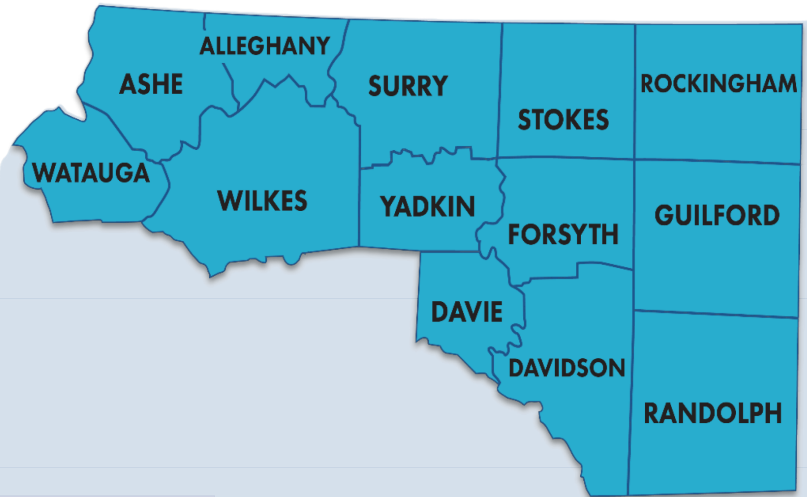 ALLEGHANY
ASHE
SURRY
ROCKINGHAM
STOKES
WATAUGA
WILKES
YADKIN
GUILFORD
FORSYTH
DAVIE
DAVIDSON
RANDOLPH